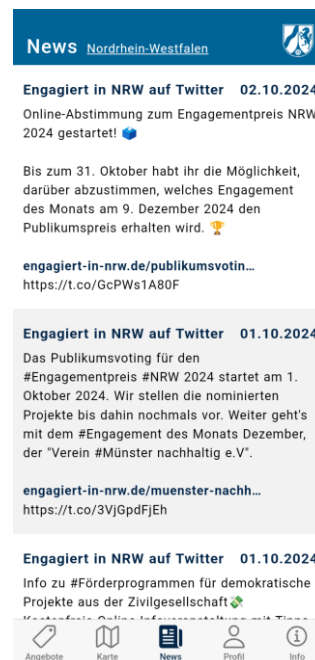 News Nordrhein-Westfalen
Engagiert in NRW auf Twitter 02.10.2024
Online-Abstimmung zum Engagementpreis NRW
2024 gestartet! 🗳️
Bis zum 31. Oktober habt ihr die Möglichkeit,
darüber abzustimmen, welches Engagement
des Monats am 9. Dezember 2024 den
Publikumspreis erhalten wird. 🏆
engagiert-in-nrw.de/publikumsvotin…
https://t.co/GcPWs1A80F
Engagiert in NRW auf Twitter 01.10.2024
Das Publikumsvoting für den
#Engagementpreis #NRW 2024 startet am 1.
Oktober 2024. Wir stellen die nominierten
Projekte bis dahin nochmals vor. Weiter geht's
mit dem #Engagement des Monats Dezember,
der "Verein #Münster nachhaltig e.V".
engagiert-in-nrw.de/muenster-nachh…
https://t.co/3VjGpdFjEh
Engagiert in NRW auf Twitter 01.10.2024
Info zu #Förderprogrammen für demokratische
Projekte aus der Zivilgesellschaft💸
Angebote Karte News Profil Info